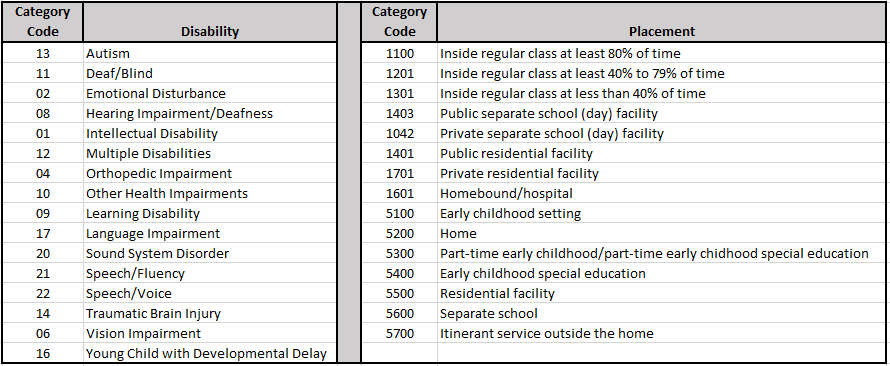 Category Code Disability Category Code Placement
13 Autism 1100 Inside regular class at least 80% of time
11 Deaf/Blind 1201 Inside regular class at least 40% to 79% of time
02 Emotional Disturbance 1301 Inside regular class at less than 40% of time
08 Hearing Impairment/Deafness 1403 Public separate school (day) facility
01 Intellectual Disability 1042 Private separate school (day) facility
12 Multiple Disabilities 1401 Public residential facility
04 Orthopedic Impairment 1701 Private residential facility
10 Other Health Impairments 1601 Homebound/hospital
09 Learning Disability 5100 Early childhood setting
17 Language Impairment 5200 Home
20 Sound System Disorder 5300 Part-time early childhood/part-time early chidhood special education
21 Speech/Fluency 5400 Early childhood special education
22 Speech/Voice 5500 Residential facility
14 Traumatic Brain Injury 5600 Separate school
06 Vision Impairment 5700 Itinerant service outside the home
16 Young Child with Developmental Delay